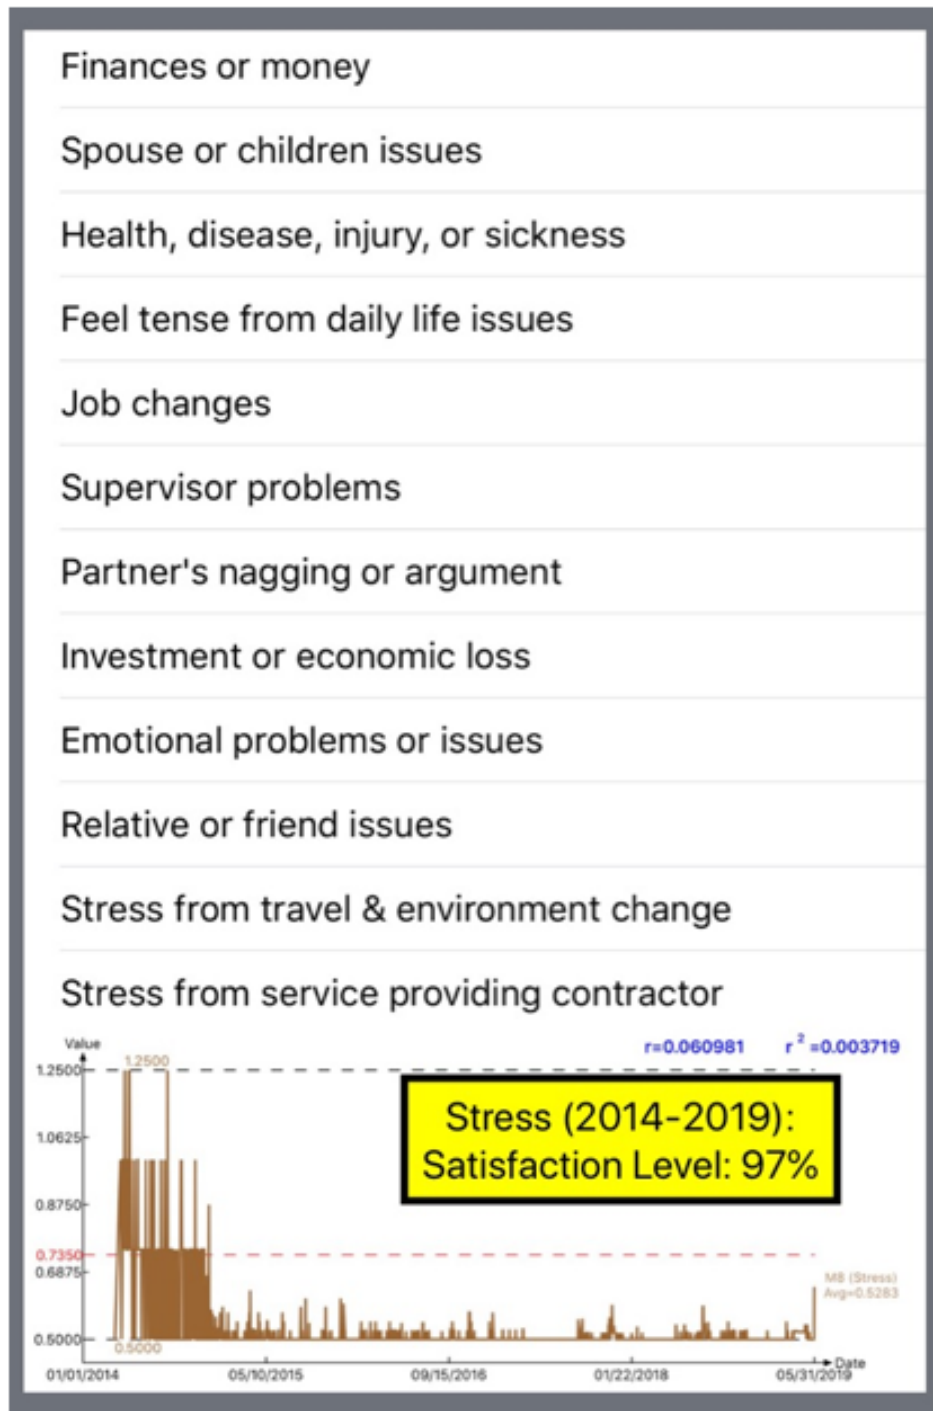 Finances or money
Spouse or children issues
Health, disease, injury, or sickness
Feel tense from daily life issues
Job changes
Supervisor problems
Partner's nagging or argument
Investment or economic loss
Emotional problems or issues
Relative or friend issues
Stress from travel & environment change
Stress from service providing contractor
Value
r=0.060981 r²=0.003719
1.2500
1.2500
Stress (2014-2019):
Satisfaction Level: 97%
1.0625
0.8750
0.7350
0.6875
M8 (Stress)
Avg=0.5283
0.5000
0.5000
Date
01/01/2014 05/10/2015 09/15/2016 01/22/2018 05/31/2019